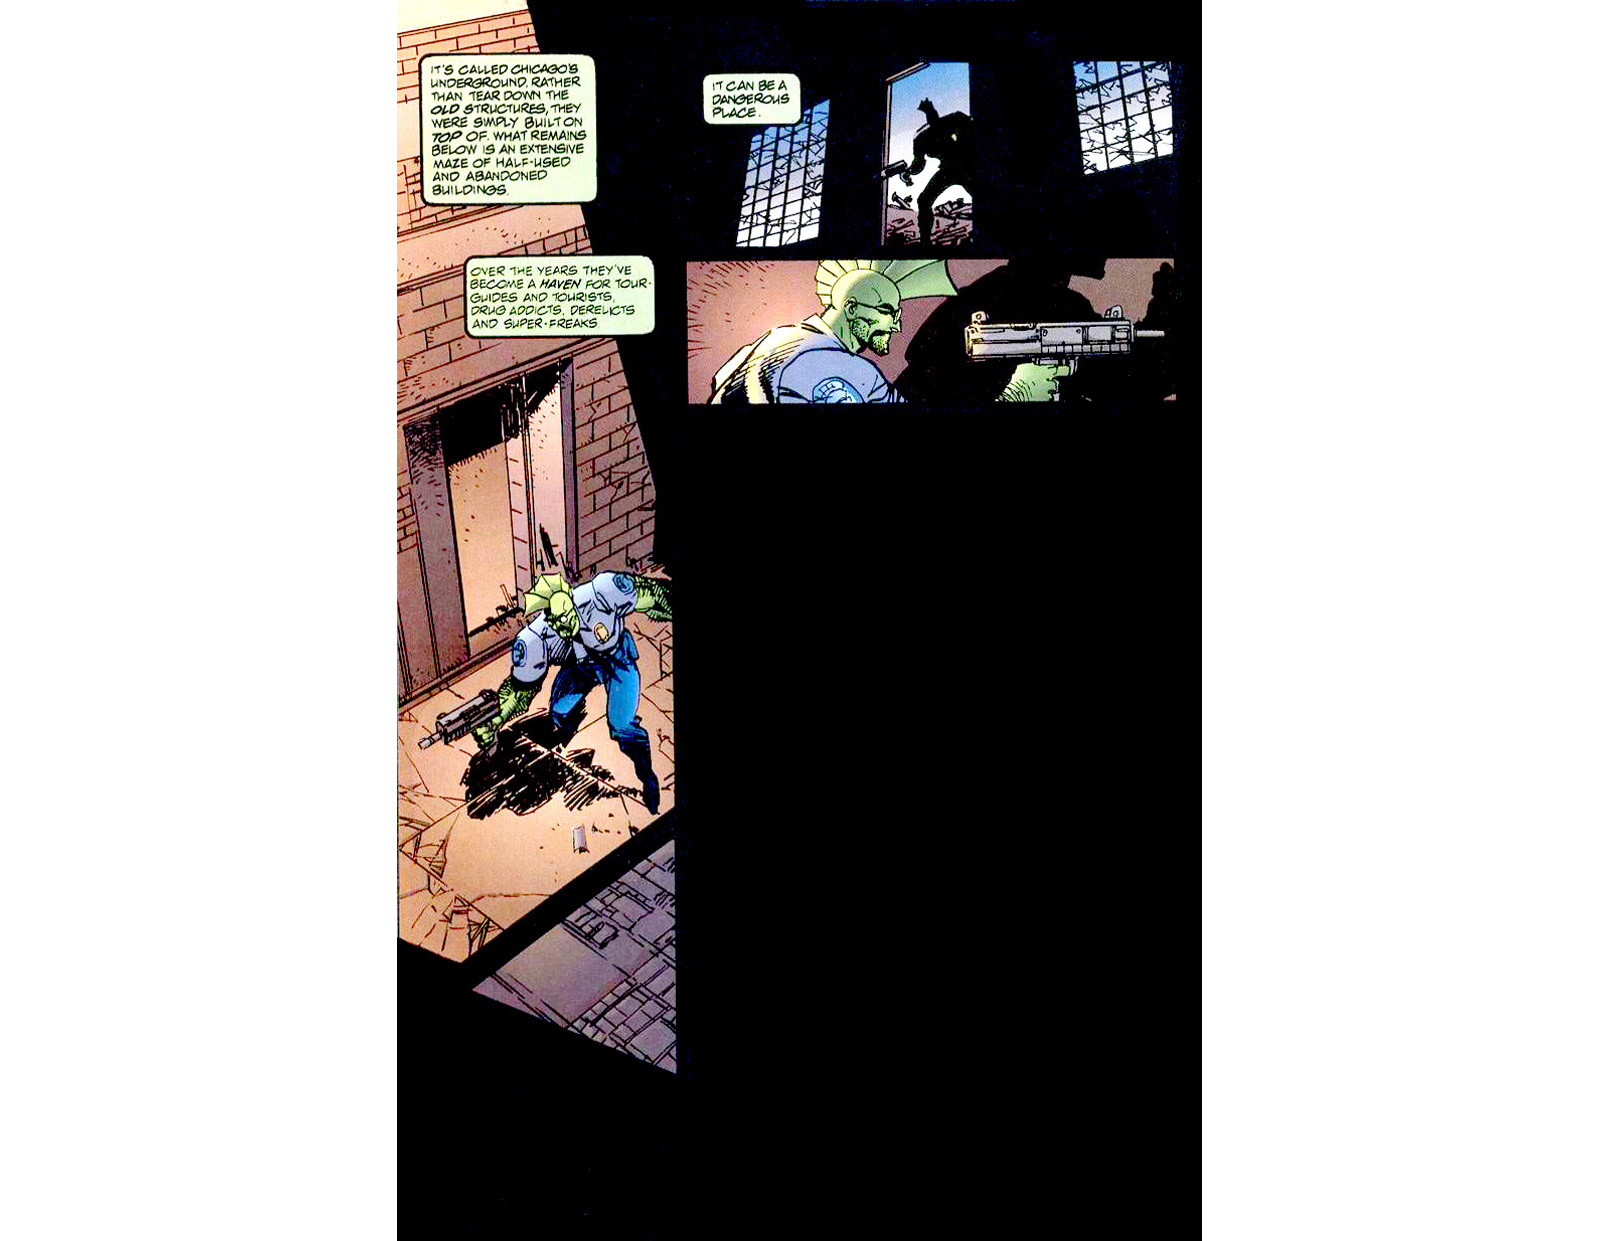 IT'S CALLED CHICAGO'S
UNDERGROUND. RATHER
THAN TEAR DOWN THE
OLD STRUCTURES, THEY
WERE SIMPLY BUILT ON
TOP OF. WHAT REMAINS
BELOW IS AN EXTENSIVE
MAZE OF HALF-USED
AND ABANDONED
BUILDINGS.
OVER THE YEARS THEY'VE
BECOME A HAVEN FOR TOUR-
GUIDES AND TOURISTS,
DRUG ADDICTS, DERELICTS
AND SUPER-FREAKS
IT CAN BE A
DANGEROUS
PLACE.